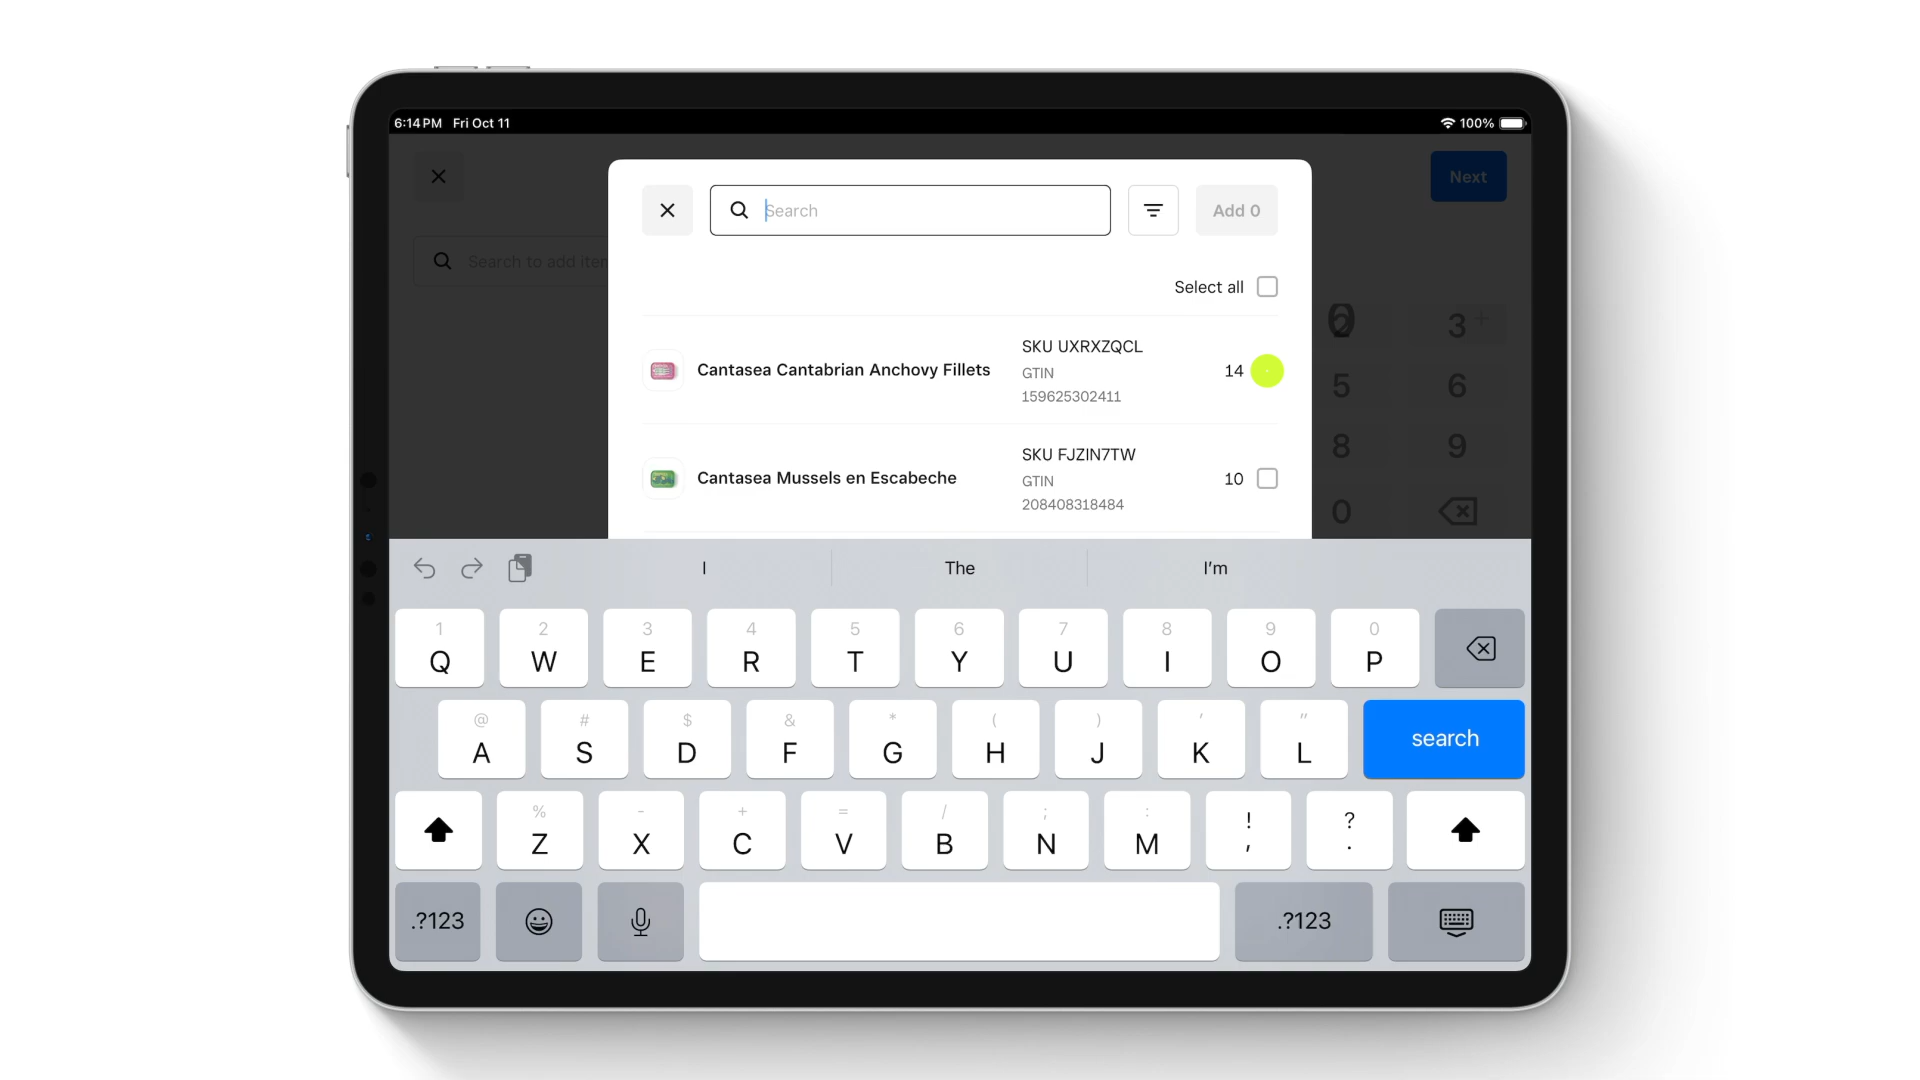 6:14 PM Fri Oct 11
100%
Next
Search
Add 0
Search to add iter
Select all
Cantasea Cantabrian Anchovy Fillets
SKU UXRXZQCL
GTIN
159625302411
14
Cantasea Mussels en Escabeche
SKU FJZIN7TW
GTIN
208408318484
10
3 +
5 6
8 9
0
I The I'm
1 2 3 4 5 6 7 8 9 0
Q W E R T Y U I O P
@ # $ & * ( ) ' "
A S D F G H J K L search
% - + = / ; : ! ?
Z X C V B N M , .
.?123 .?123